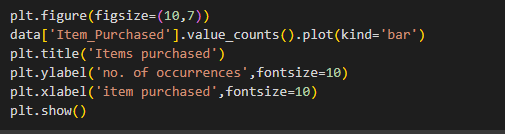 plt.figure(figsize=(10,7))
data['Item_Purchased'].value_counts().plot(kind='bar')
plt.title('Items purchased')
plt.ylabel('no. of occurrences',fontsize=10)
plt.xlabel('item purchased',fontsize=10)
plt.show()